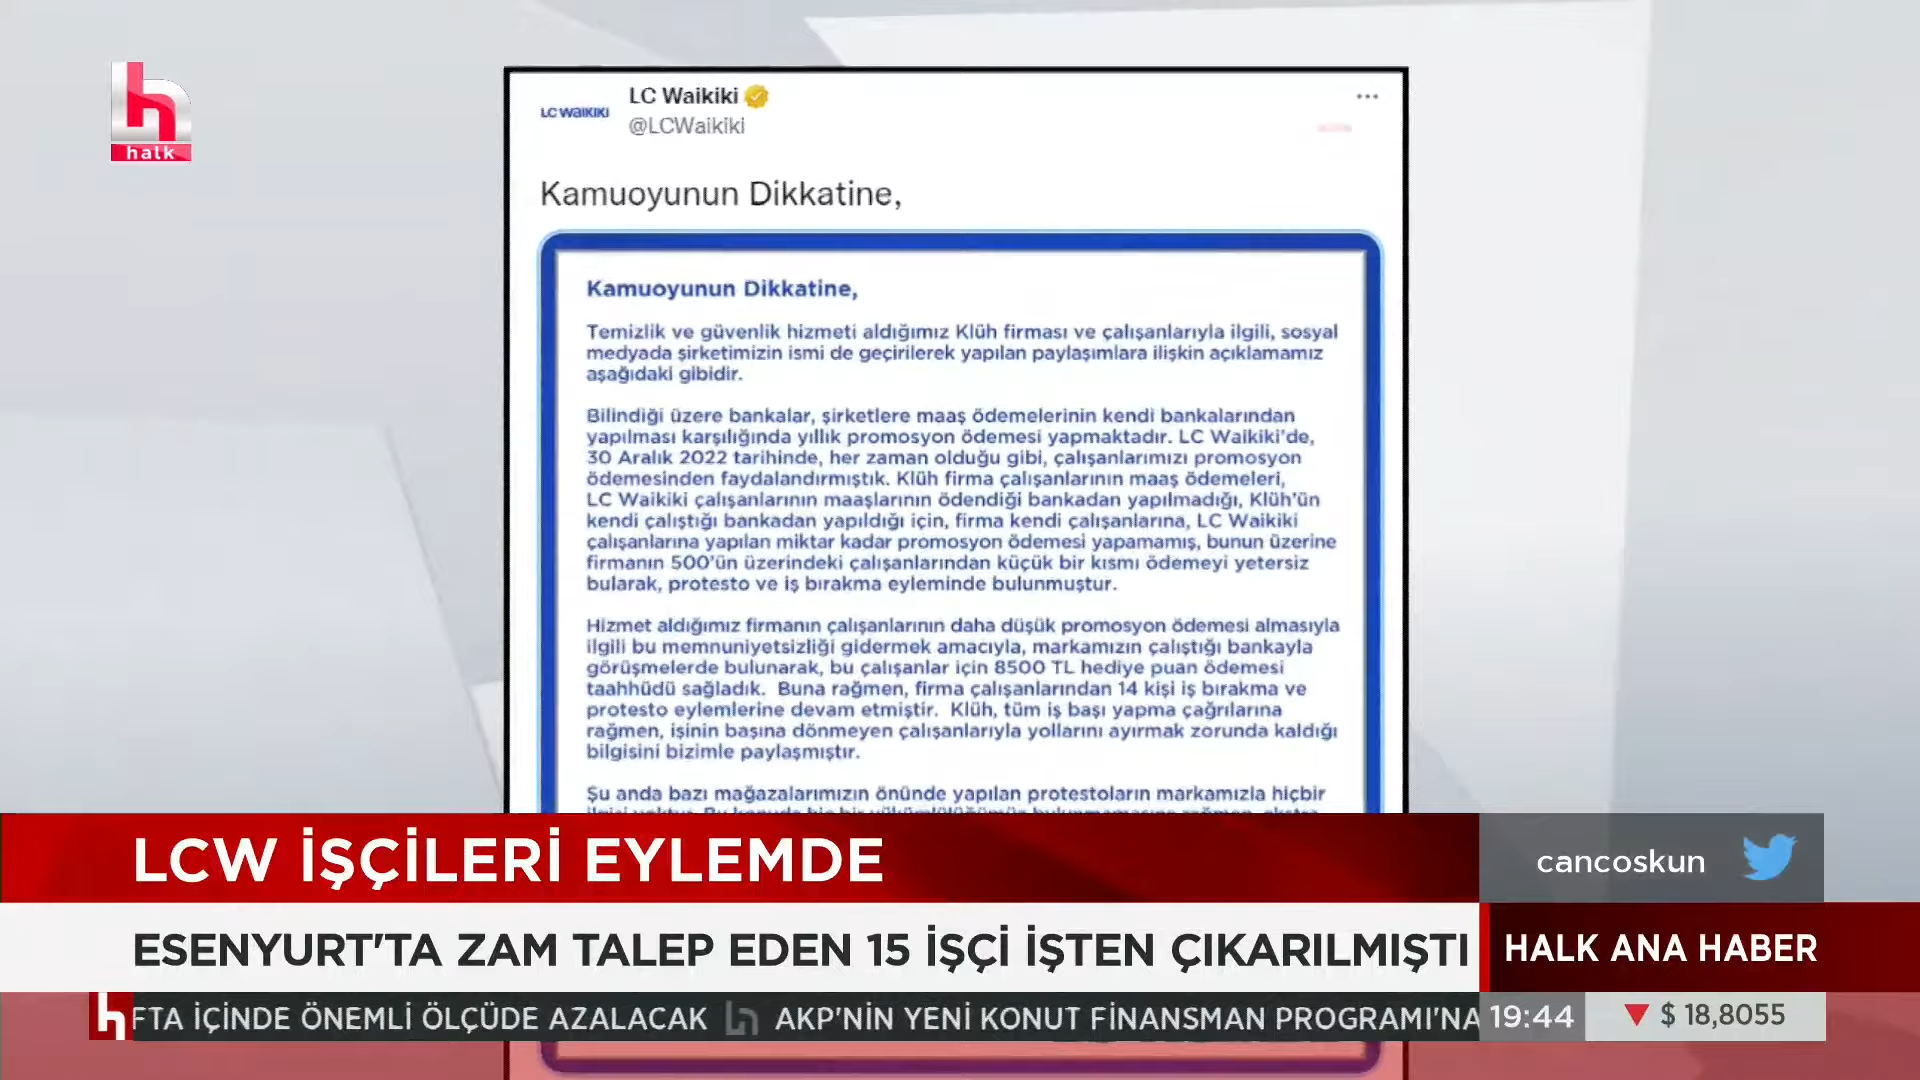 h
halk
LC WAIKIKI
LC Waikiki
@LCWaikiki
Kamuoyunun Dikkatine,
Kamuoyunun Dikkatine,
Temizlik ve güvenlik hizmeti aldığımız Klüh firması ve çalışanlarıyla ilgili, sosyal
medyada şirketimizin ismi de geçirilerek yapılan paylaşımlara ilişkin açıklamamız
aşağıdaki gibidir.
Bilindiği üzere bankalar, şirketlere maaş ödemelerinin kendi bankalarından
yapılması karşılığında yıllık promosyon ödemesi yapmaktadır. LC Waikiki'de,
30 Aralık 2022 tarihinde, her zaman olduğu gibi, çalışanlarımızı promosyon
ödemesinden faydalandırmıştık. Klüh firma çalışanlarının maaş ödemeleri,
LC Waikiki çalışanlarının maaşlarının ödendiği bankadan yapılmadığı, Klüh'ün
kendi çalıştığı bankadan yapıldığı için, firma kendi çalışanlarına, LC Waikiki
çalışanlarına yapılan miktar kadar promosyon ödemesi yapamamış, bunun üzerine
firmanın 500'ün üzerindeki çalışanlarından küçük bir kısmı ödemeyi yetersiz
bularak, protesto ve iş bırakma eyleminde bulunmuştur.
Hizmet aldığımız firmanın çalışanlarının daha düşük promosyon ödemesi almasıyla
ilgili bu memnuniyetsizliği gidermek amacıyla, markamızın çalıştığı bankayla
görüşmelerde bulunarak, bu çalışanlar için 8500 TL hediye puan ödemesi
taahhüdü sağladık. Buna rağmen, firma çalışanlarından 14 kişi iş bırakma ve
protesto eylemlerine devam etmiştir. Klüh, tüm iş başı yapma çağrılarına
rağmen, işinin başına dönmeyen çalışanlarıyla yollarını ayırmak zorunda kaldığı
bilgisini bizimle paylaşmıştır.
Şu anda bazı mağazalarımızın önünde yapılan protestoların markamızla hiçbir
LCW İŞÇİLERİ EYLEMDE
cancoskun
ESENYURT'TA ZAM TALEP EDEN 15 İŞÇİ İŞTEN ÇIKARILMIŞTI
HALK ANA HABER
FTA İÇİNDE ÖNEMLİ ÖLÇÜDE AZALACAK AKP'NİN YENİ KONUT FİNANSMAN PROGRAMI'NA
19:44
$ 18,8055